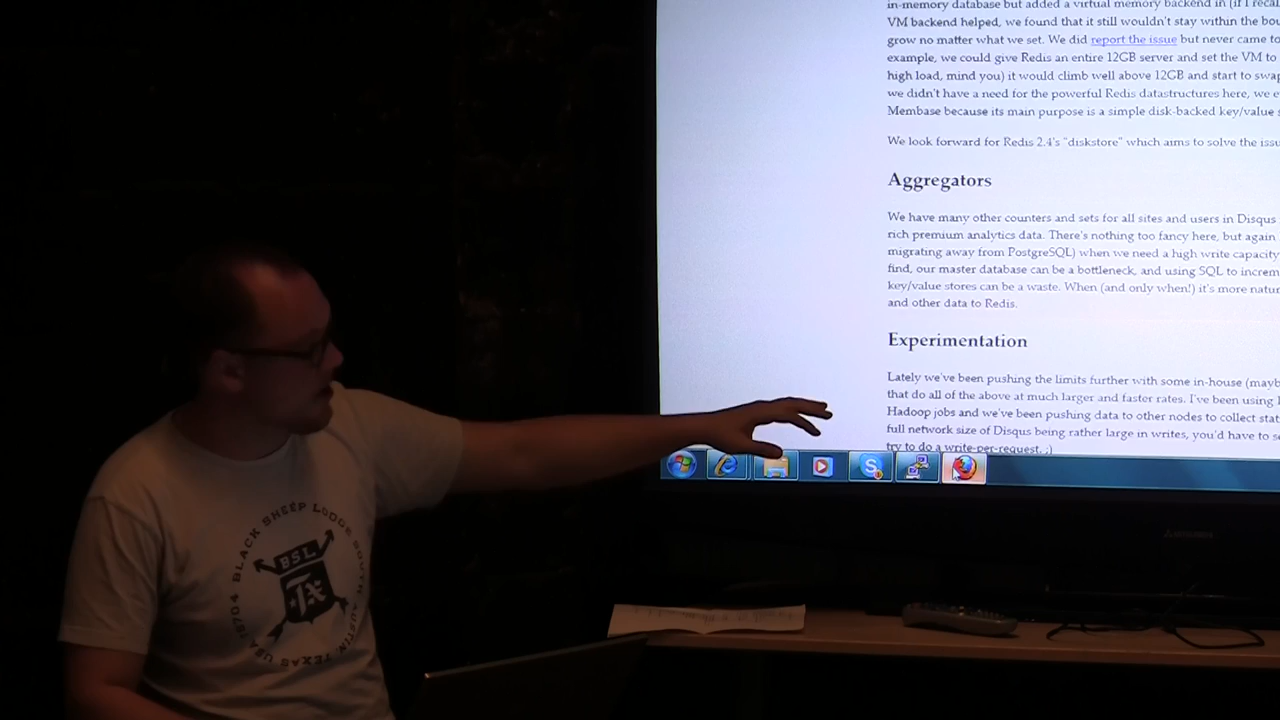 in-memory database but added a virtual memory backend in (if I recal
VM backend helped, we found that it still wouldn't stay within the bou
grow no matter what we set. We did report the issue but never came to
example, we could give Redis an entire 12GB server and set the VM to
high load, mind you) it would climb well above 12GB and start to swap
we didn't have a need for the powerful Redis datastructures here, we e
Membase because its main purpose is a simple disk-backed key/value s
We look forward for Redis 2.4's "diskstore" which aims to solve the issu
Aggregators
We have many other counters and sets for all sites and users in Disqus
rich premium analytics data. There's nothing too fancy here, but again
migrating away from PostgreSQL) when we need a high write capacity
find, our master database can be a bottleneck, and using SQL to increm
key/value stores can be a waste. When (and only when!) it's more natur
and other data to Redis.
Experimentation
Lately we've been pushing the limits further with some in-house (mayb
that do all of the above at much larger and faster rates. I've been using
Hadoop jobs and we've been pushing data to other nodes to collect stat
full network size of Disqus being rather large in writes, you'd have to s
try to do a write-per-request. ;)
BLACK SHEEP LODGE SOUTH AUSTIN, TEXAS USA 78704
BSL
TX